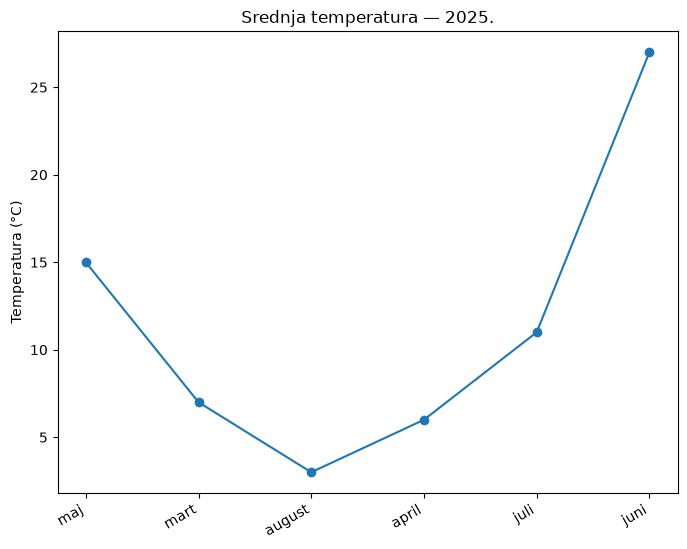 Srednja temperatura — 2025.
Temperatura (°C)
25
20
15
10
5
maj
mart
august
april
juli
juni